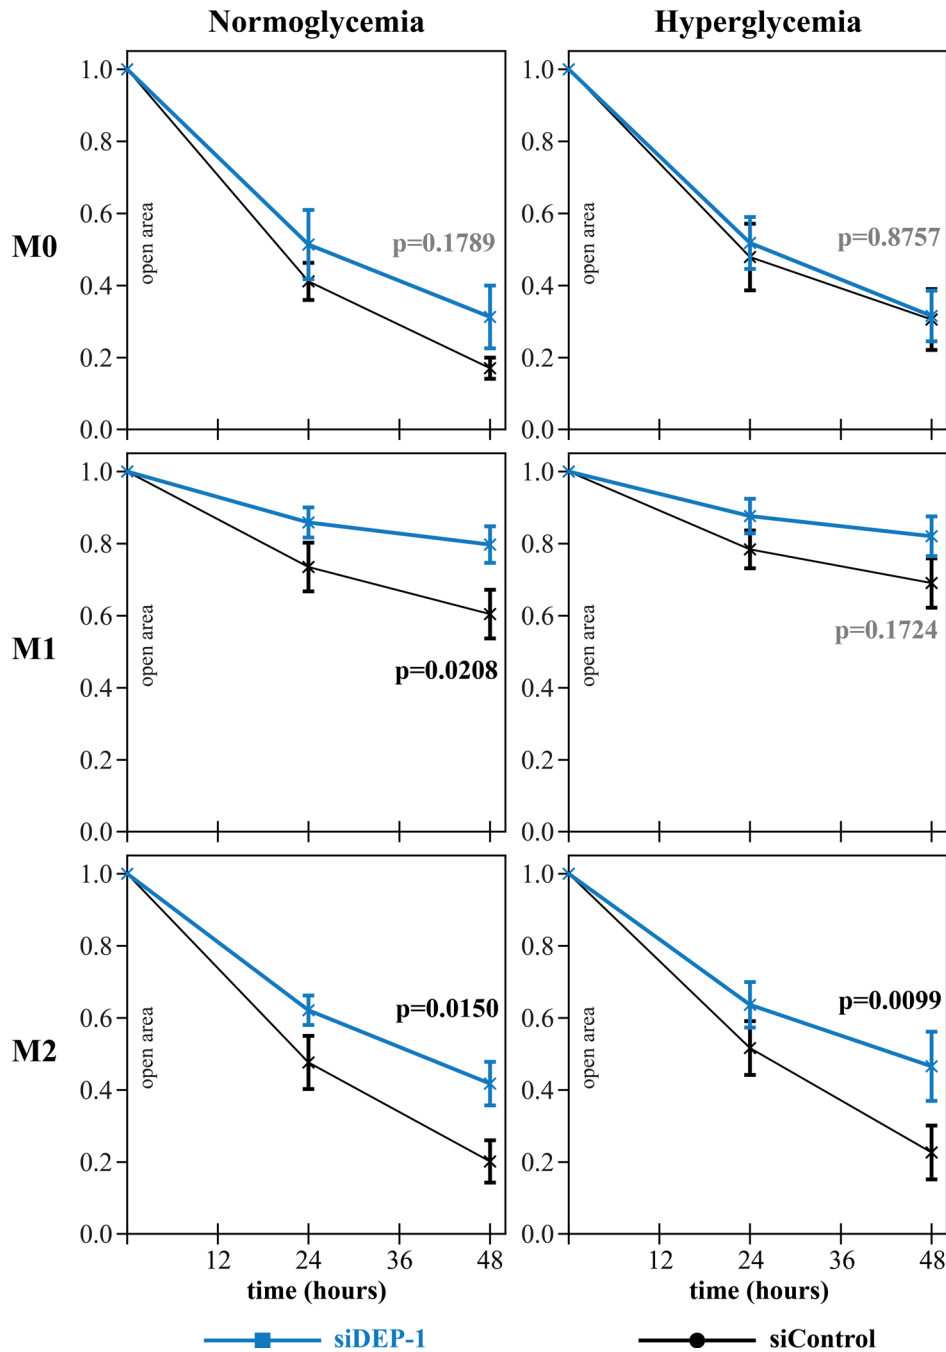 Normoglycemia Hyperglycemia
M0
1.0
0.8
0.6
0.4
0.2
0.0
open area
p=0.1789
1.0
0.8
0.6
0.4
0.2
0.0
open area
p=0.8757
M1
1.0
0.8
0.6
0.4
0.2
0.0
open area
p=0.0208
1.0
0.8
0.6
0.4
0.2
0.0
open area
p=0.1724
M2
1.0
0.8
0.6
0.4
0.2
0.0
open area
p=0.0150
12 24 36 48
time (hours)
1.0
0.8
0.6
0.4
0.2
0.0
open area
p=0.0099
12 24 36 48
time (hours)
siDEP-1 siControl